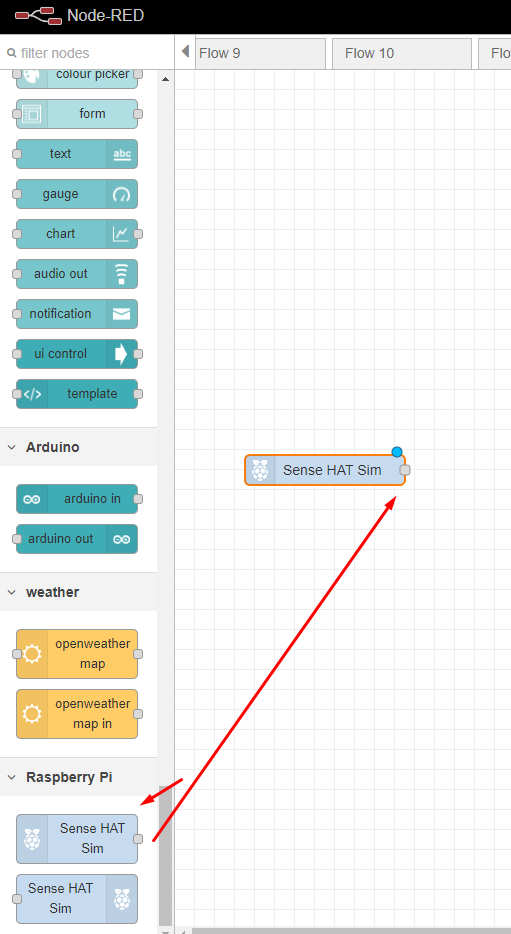 Node-RED
filter nodes
Flow 9
Flow 10
Flo
colour picker
form
text
abc
gauge
chart
audio out
notification
ui control
</>
template
Arduino
arduino in
arduino out
weather
openweather
map
openweather
map in
Raspberry Pi
Sense HAT
Sim
Sense HAT
Sim
Sense HAT Sim